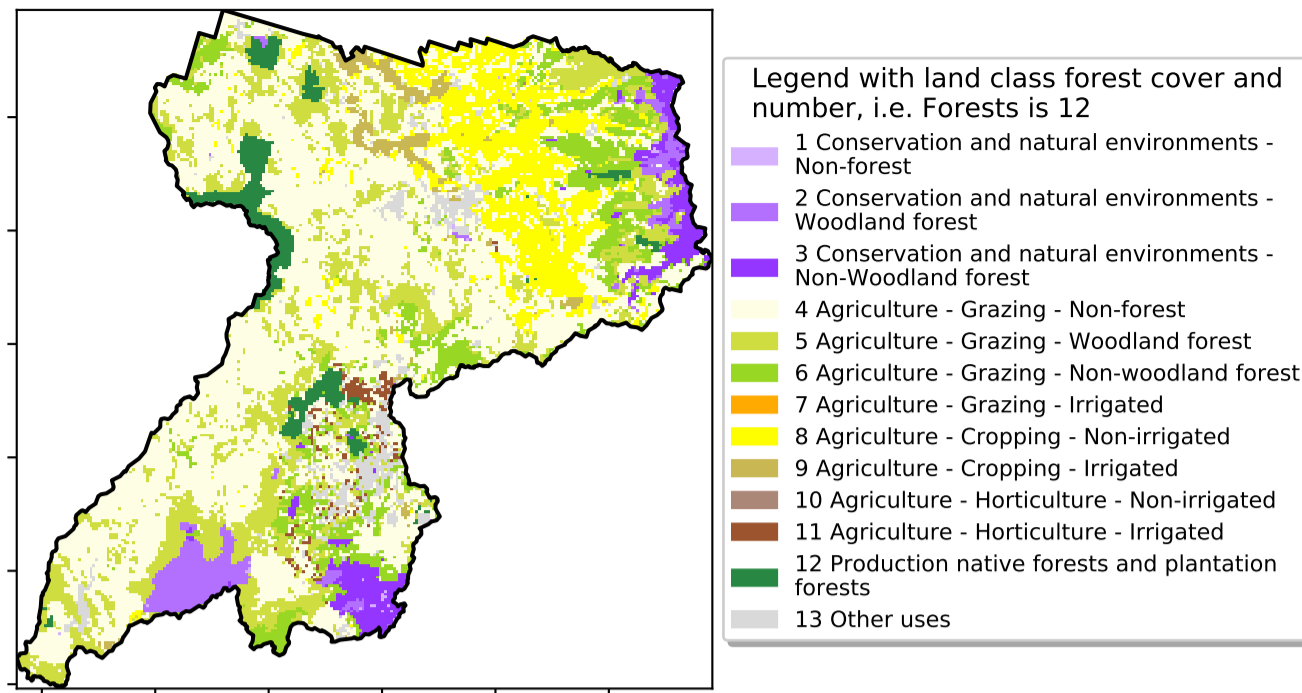 Legend with land class forest cover and
number, i.e. Forests is 12
1 Conservation and natural environments -
Non-forest
2 Conservation and natural environments -
Woodland forest
3 Conservation and natural environments -
Non-Woodland forest
4 Agriculture - Grazing - Non-forest
5 Agriculture - Grazing - Woodland forest
6 Agriculture - Grazing - Non-woodland forest
7 Agriculture - Grazing - Irrigated
8 Agriculture - Cropping - Non-irrigated
9 Agriculture - Cropping - Irrigated
10 Agriculture - Horticulture - Non-irrigated
11 Agriculture - Horticulture - Irrigated
12 Production native forests and plantation
forests
13 Other uses